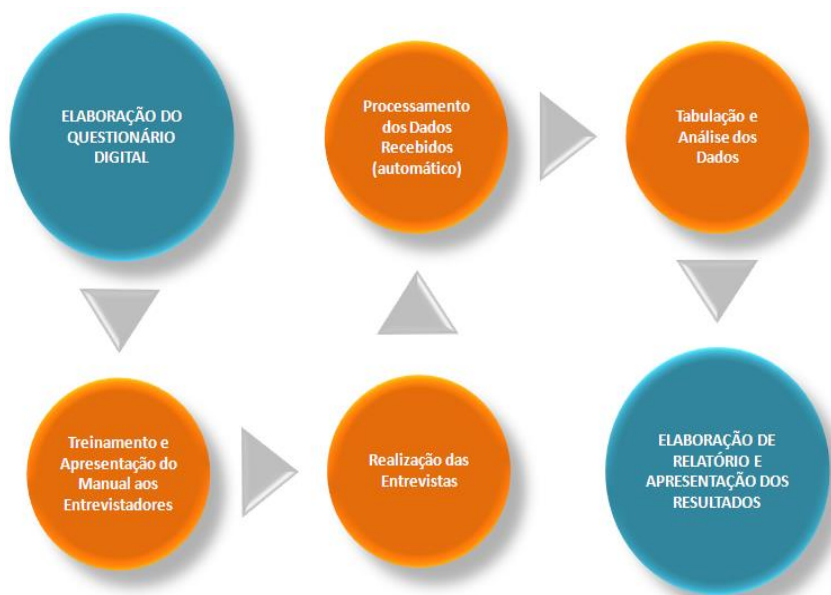 ELABORAÇÃO DO
QUESTIONÁRIO
DIGITAL
Treinamento e
Apresentação do
Manual aos
Entrevistadores
Realização das
Entrevistas
Processamento
dos Dados
Recebidos
(automático)
Tabulação e
Análise dos
Dados
ELABORAÇÃO DE
RELATÓRIO E
APRESENTAÇÃO DOS
RESULTADOS